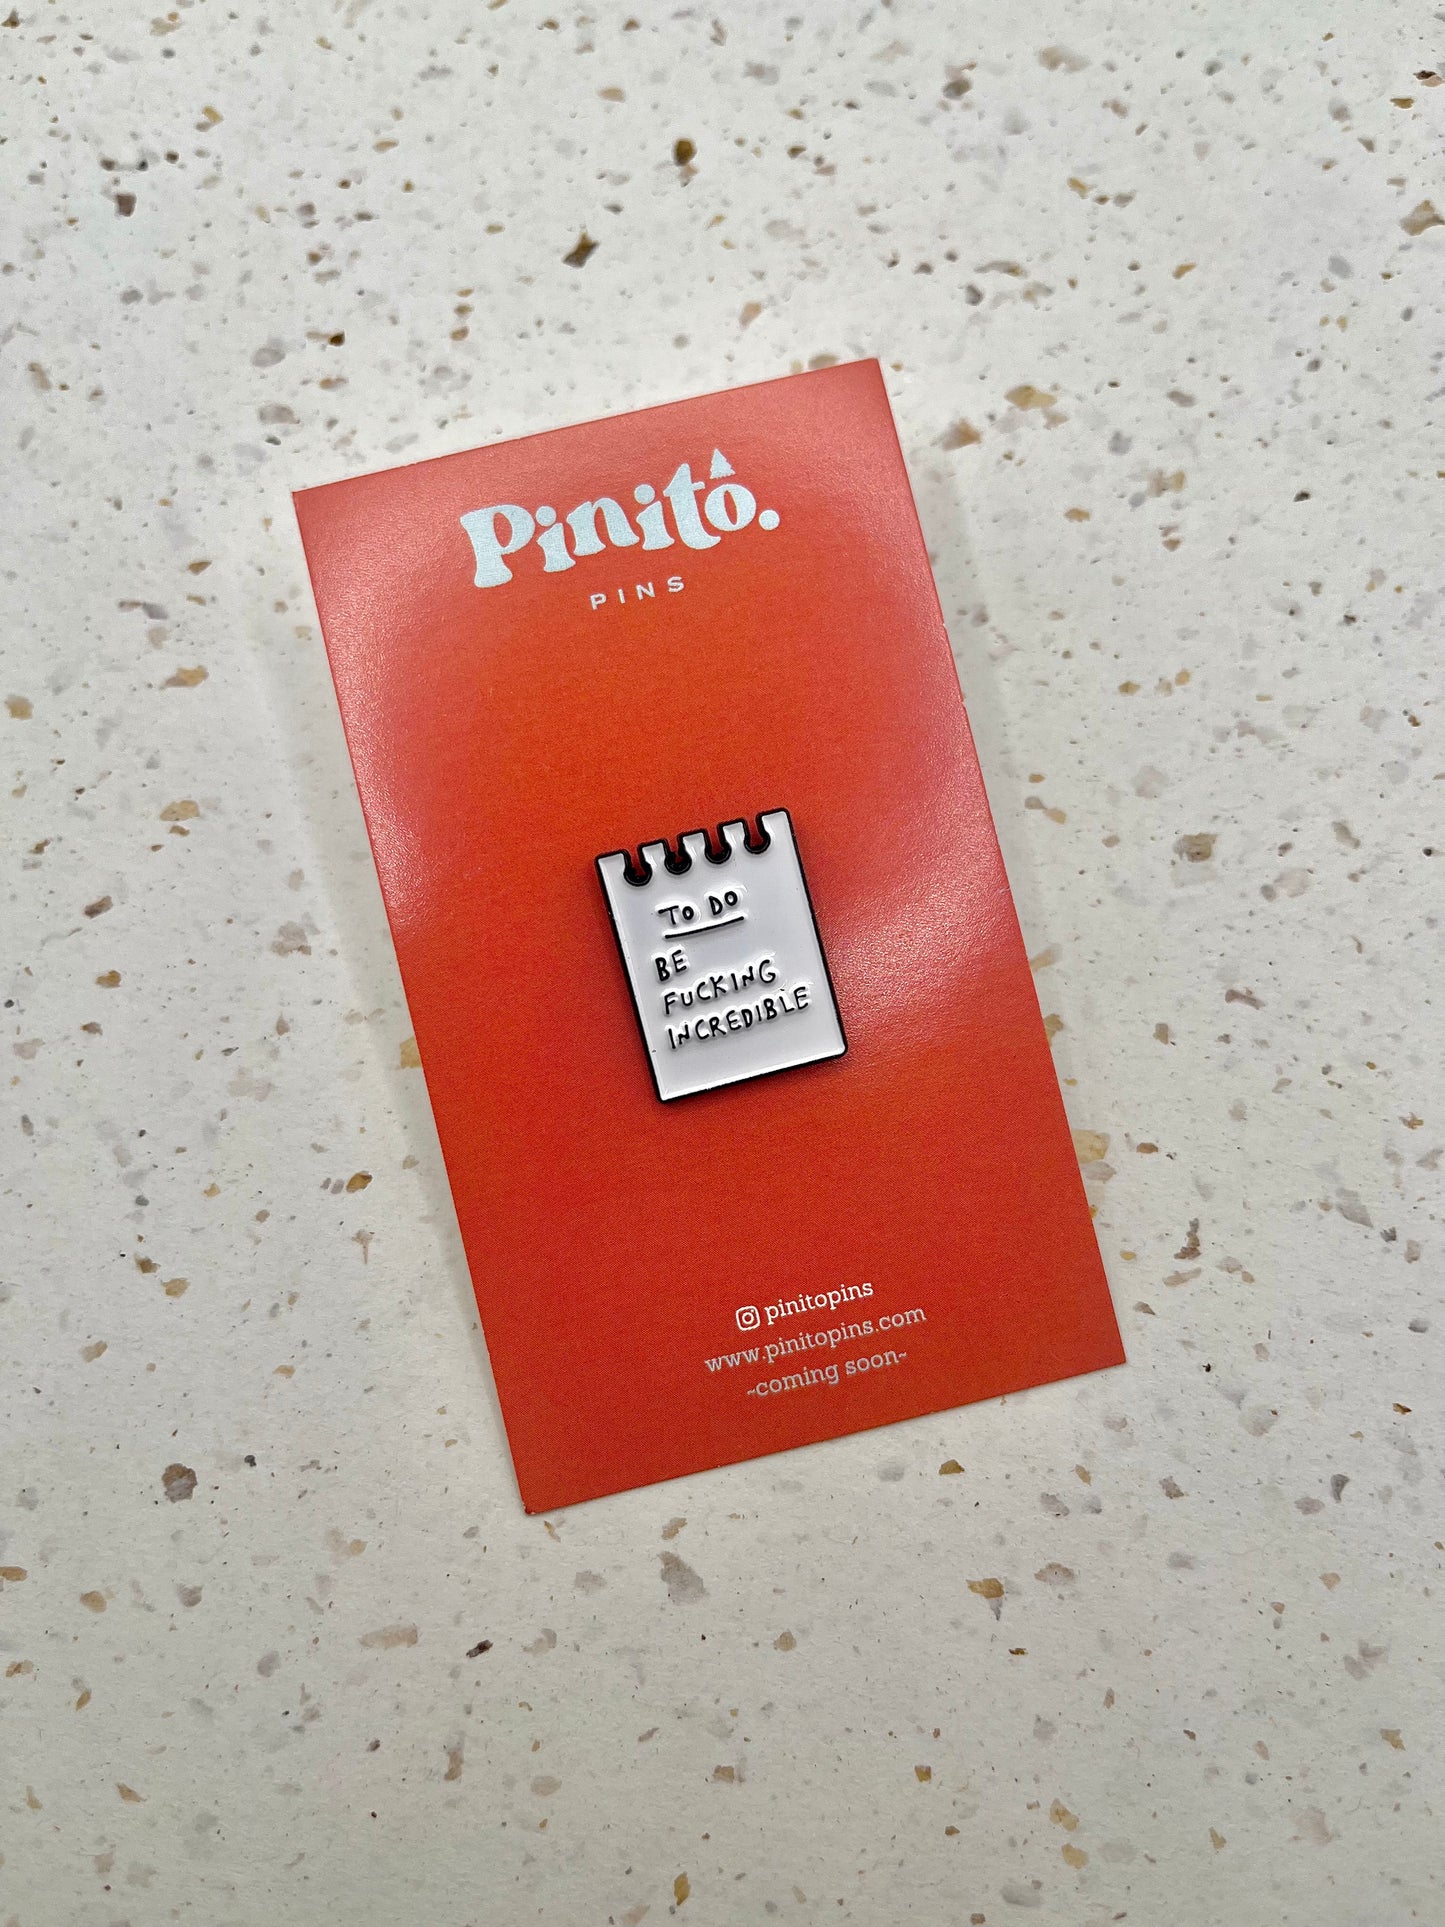 Pinito.
PINS
TO DO
BE
FUCKING
INCREDIBLE
pinitopins
www.pinitopins.com
~coming soon~